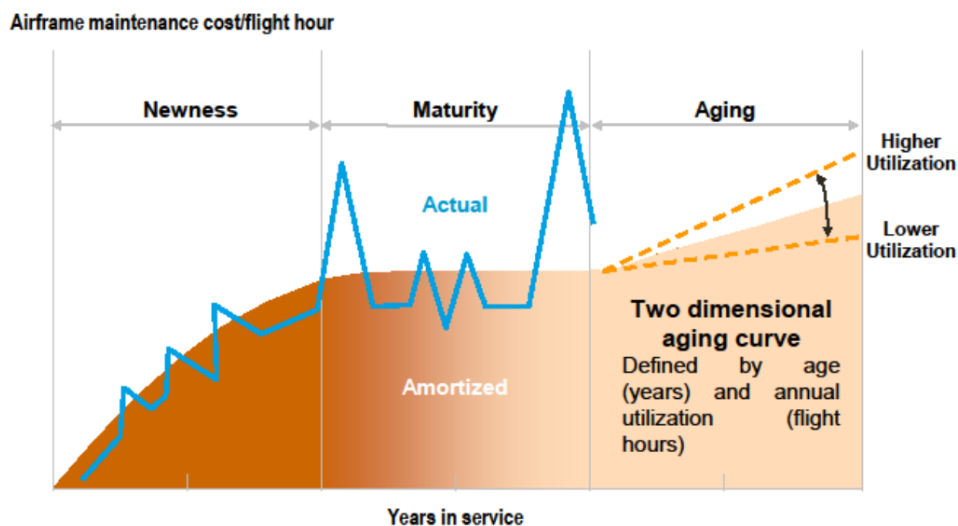 Airframe maintenance cost/flight hour
Newness
Maturity
Aging
Higher
Utilization
Actual
Lower
Utilization
Two dimensional
aging curve
Defined by age
(years) and annual
utilization (flight
hours)
Amortized
Years in service